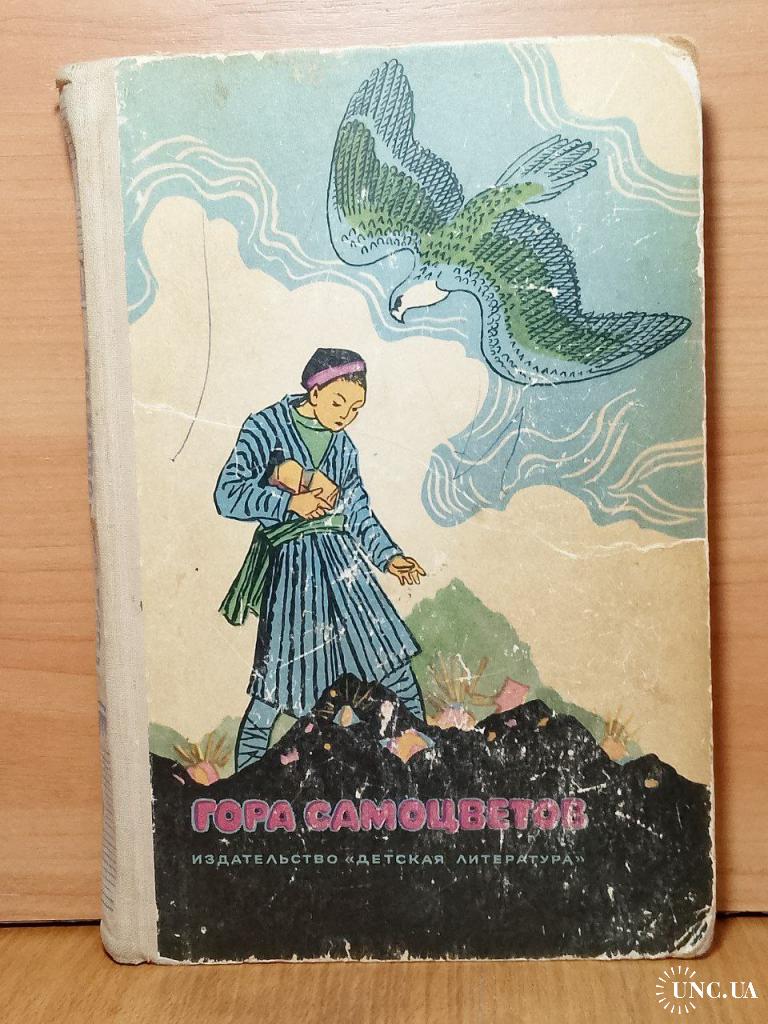 ГОРА САМОЦВЕТОВ
ИЗДАТЕЛЬСТВО «ДЕТСКАЯ ЛИТЕРАТУРА»
UNC.UA